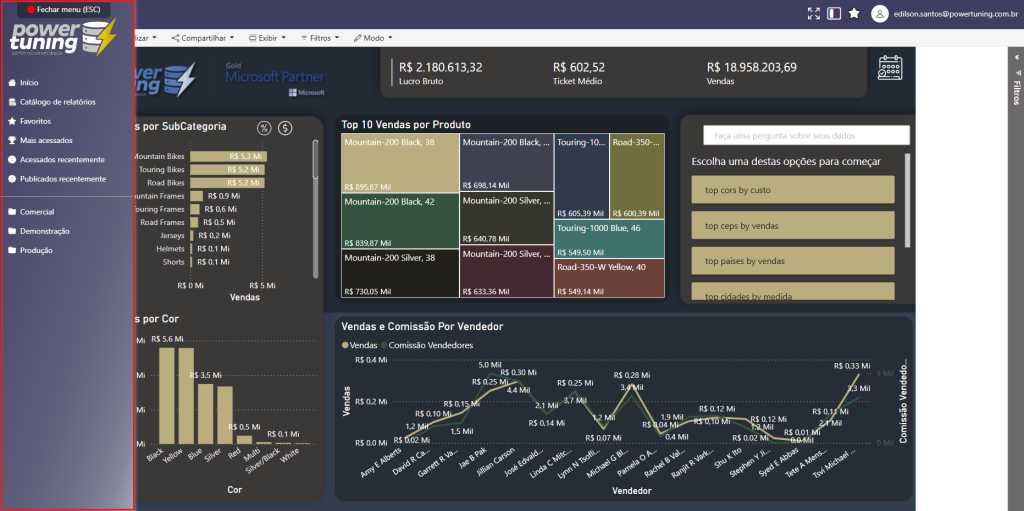 Fechar menu (ESC)
edilson.santos@powertuning.com.br
power
tuning
performance em dados
Compartilhar
Exibir
Filtros
Modo
Início
Catálogo de relatórios
Favoritos
Mais acessados
Acessados recentemente
Publicados recentemente
Comercial
Demonstração
Produção
Gold
Microsoft Partner
Microsoft
R$ 2.180.613,32
Lucro Bruto
R$ 602,52
Ticket Médio
R$ 18.958.203,69
Vendas
Filtros
s por SubCategoria
% $
Mountain Bikes R$ 5,3 Mi
Touring Bikes R$ 5,2 Mi
Road Bikes R$ 5,2 Mi
untain Frames R$ 0,9 Mi
Touring Frames R$ 0,6 Mi
Road Frames R$ 0,5 Mi
Jerseys R$ 0,2 Mi
Helmets R$ 0,1 Mi
Shorts R$ 0,1 Mi
R$ 0 Mi R$ 5 Mi
Vendas
Top 10 Vendas por Produto
Mountain-200 Black, 38
R$ 895,87 Mil
Mountain-200 Black, 42
R$ 839,87 Mil
Mountain-200 Silver, 38
R$ 730,05 Mil
Mountain-200 Black, ...
R$ 698,14 Mil
Mountain-200 Silver, ...
R$ 640,78 Mil
Mountain-200 Silver, ...
R$ 633,36 Mil
Touring-10...
R$ 605,39 Mil
Road-350-...
R$ 600,39 Mil
Touring-1000 Blue, 46
R$ 549,50 Mil
Road-350-W Yellow, 40
R$ 549,14 Mil
Faça uma pergunta sobre seus dados
Escolha uma destas opções para começar
top cors by custo
top ceps by vendas
top paises by vendas
top cidades by medida
s por Cor
R$ 5,6 Mi
R$ 3,5 Mi
R$ 0,5 Mi
R$ 0,1 Mi
Black
Yellow
Blue
Silver
Red
Multi
Silver/Black
White
Cor
Vendas e Comissão Por Vendedor
Vendas Comissão Vendedores
R$ 0,4 Mi
R$ 0,2 Mi
R$ 0,0 Mi
Vendas
R$ 0,02 Mi
1,2 Mil
R$ 0,10 Mi
R$ 0,15 Mi
1,5 Mil
R$ 0,25 Mi
5,0 Mil
R$ 0,30 Mi
4,4 Mil
2,1 Mil
R$ 0,14 Mi
R$ 0,25 Mi
3,7 Mil
1,2 Mil
R$ 0,07 Mi
R$ 0,28 Mi
3,4 Mil
R$ 0,04 Mi
0,4 Mil
1,9 Mil
R$ 0,10 Mi
R$ 0,12 Mi
R$ 0,02 Mi
R$ 0,12 Mi
1,2 Mil
R$ 0,01 Mi
0,0 Mil
R$ 0,11 Mi
2,1 Mil
R$ 0,33 Mi
3,3 Mil
5 Mil
0 Mil
Comissão Vendedo...
Amy E Alberts
David R Ca...
Garrett R Va...
Jae B Pak
Jillian Carson
José Edvald...
Linda C Mitc...
Lynn N Tsofli...
Michael G Bl...
Pamela O A...
Rachel B Val...
Ranjit R Vark...
Shu K Ito
Stephen Y Ji...
Syed E Abbas
Tete A Mens...
Tsvi Michael ...
Vendedor